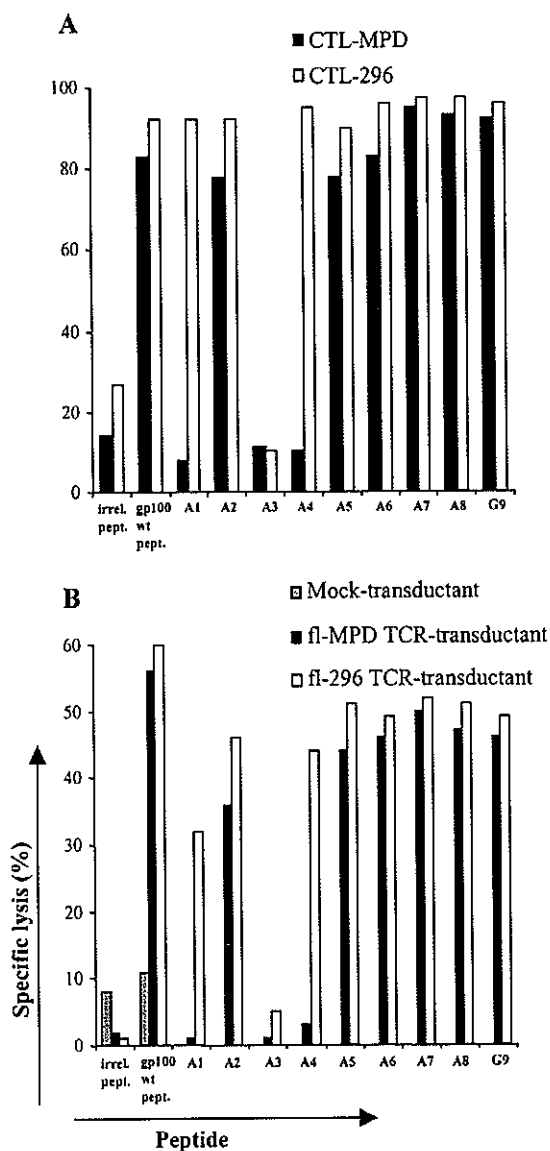 A
CTL-MPD
CTL-296
100
80
60
40
20
0
irrel. pept.
gp100 wt pept.
A1
A2
A3
A4
A5
A6
A7
A8
G9
B
Mock-transductant
fl-MPD TCR-transductant
fl-296 TCR-transductant
60
50
40
30
20
10
0
Specific lysis (%)
irrel. pept.
gp100 wt pept.
A1
A2
A3
A4
A5
A6
A7
A8
G9
Peptide